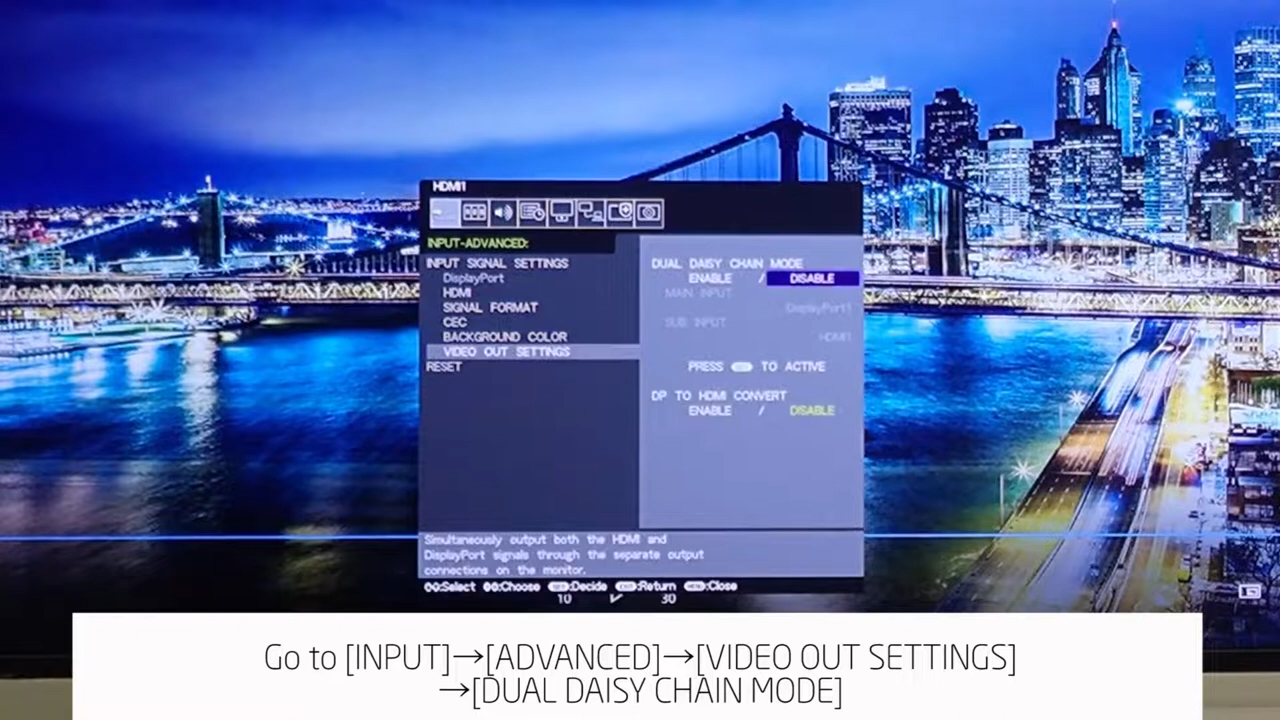 HDMI1
INPUT-ADVANCED:
INPUT SIGNAL SETTINGS
DisplayPort
HDMI
SIGNAL FORMAT
CEC
BACKGROUND COLOR
VIDEO OUT SETTINGS
RESET
DUAL DAISY CHAIN MODE
ENABLE / DISABLE
MAIN INPUT
DisplayPort1
SUB INPUT
HDMI1
PRESS TO ACTIVE
DP TO HDMI CONVERT
ENABLE / DISABLE
Simultaneously output both the HDMI and
DisplayPort signals through the separate output
connections on the monitor.
:Select :Choose :Decide :Return :Close
10 30
Go to [INPUT]→[ADVANCED]→[VIDEO OUT SETTINGS]
→[DUAL DAISY CHAIN MODE]